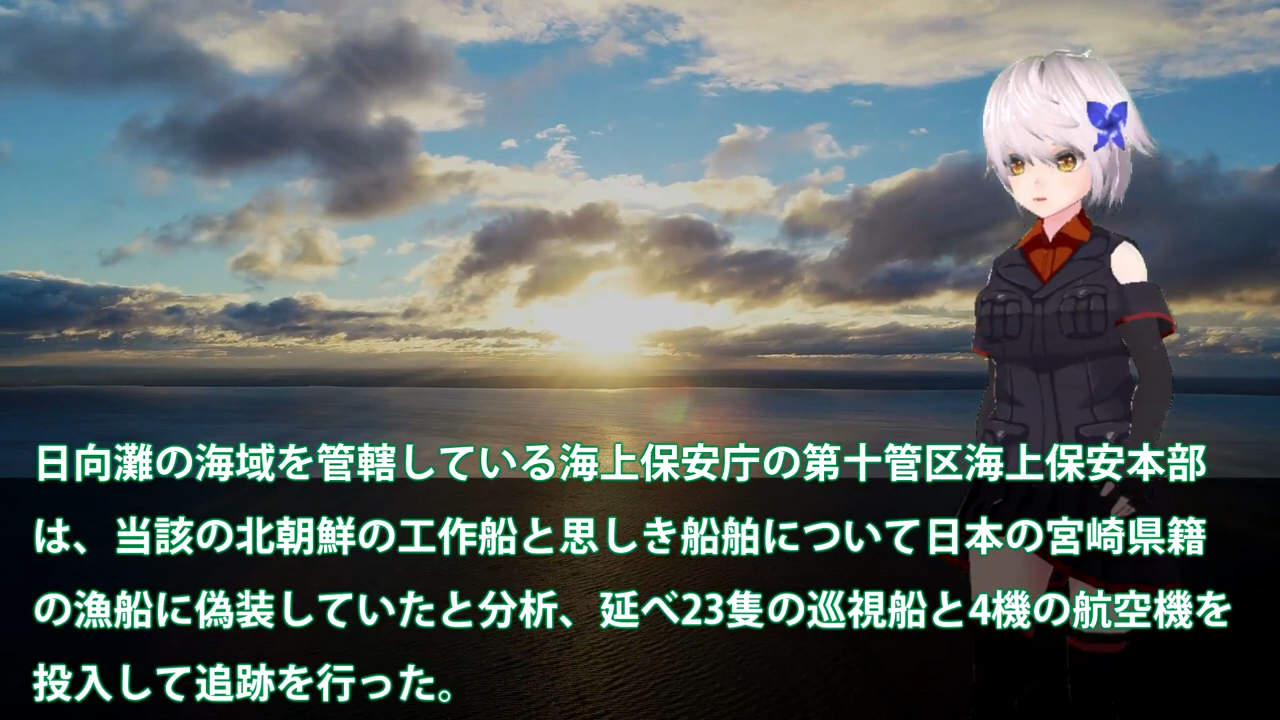 日向灘の海域を管轄している海上保安庁の第十管区海上保安本部
は、当該の北朝鮮の工作船と思しき船舶について日本の宮崎県籍
の漁船に偽装していたと分析、延べ23隻の巡視船と4機の航空機を
投入して追跡を行った。